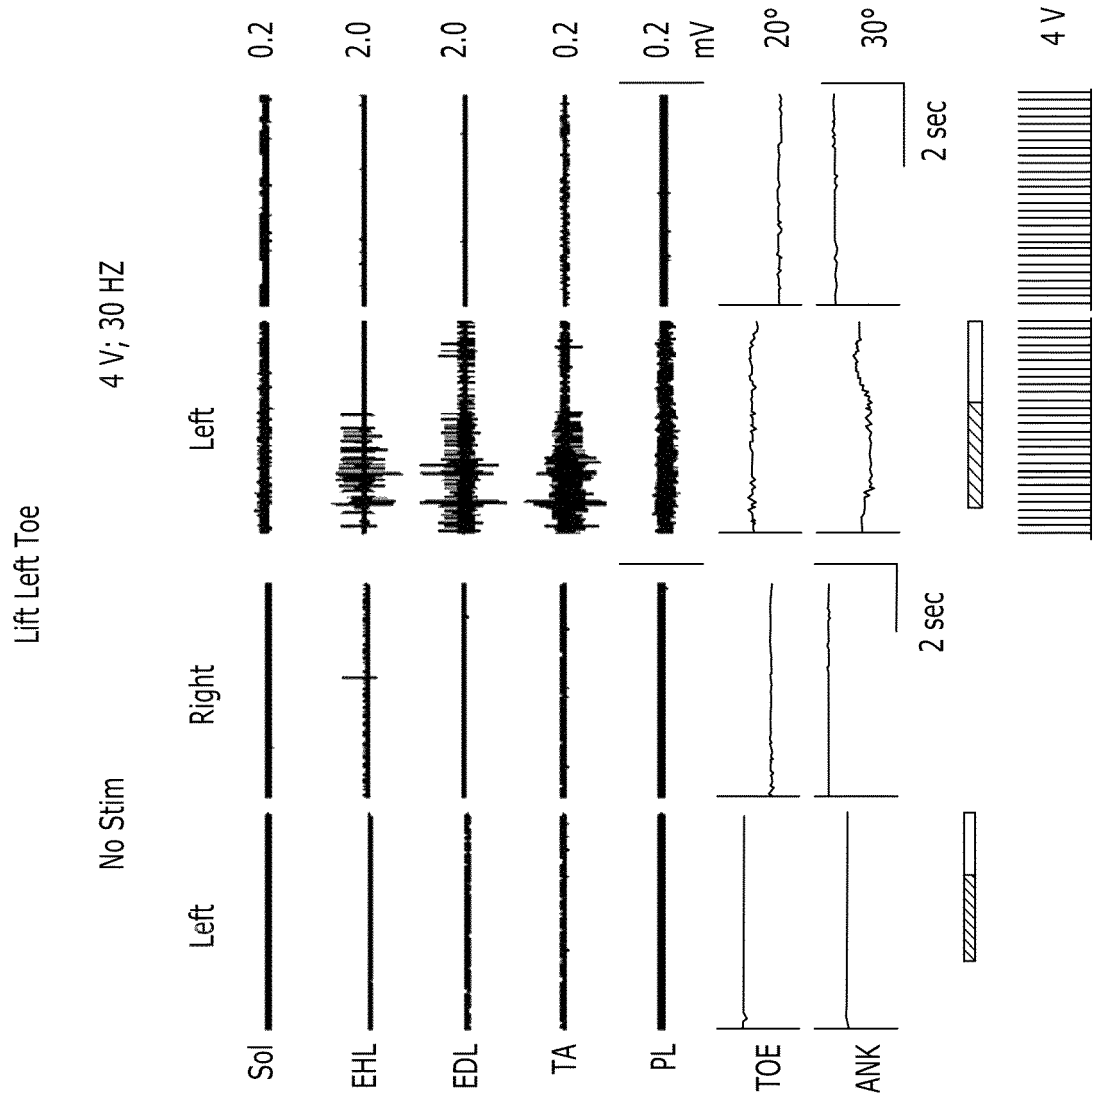 Lift Left Toe
No Stim
4 V; 30 HZ
Left
Right
Left
Sol
0.2
EHL
2.0
EDL
2.0
TA
0.2
PL
0.2
mV
TOE
20°
ANK
30°
2 sec
2 sec
4 V